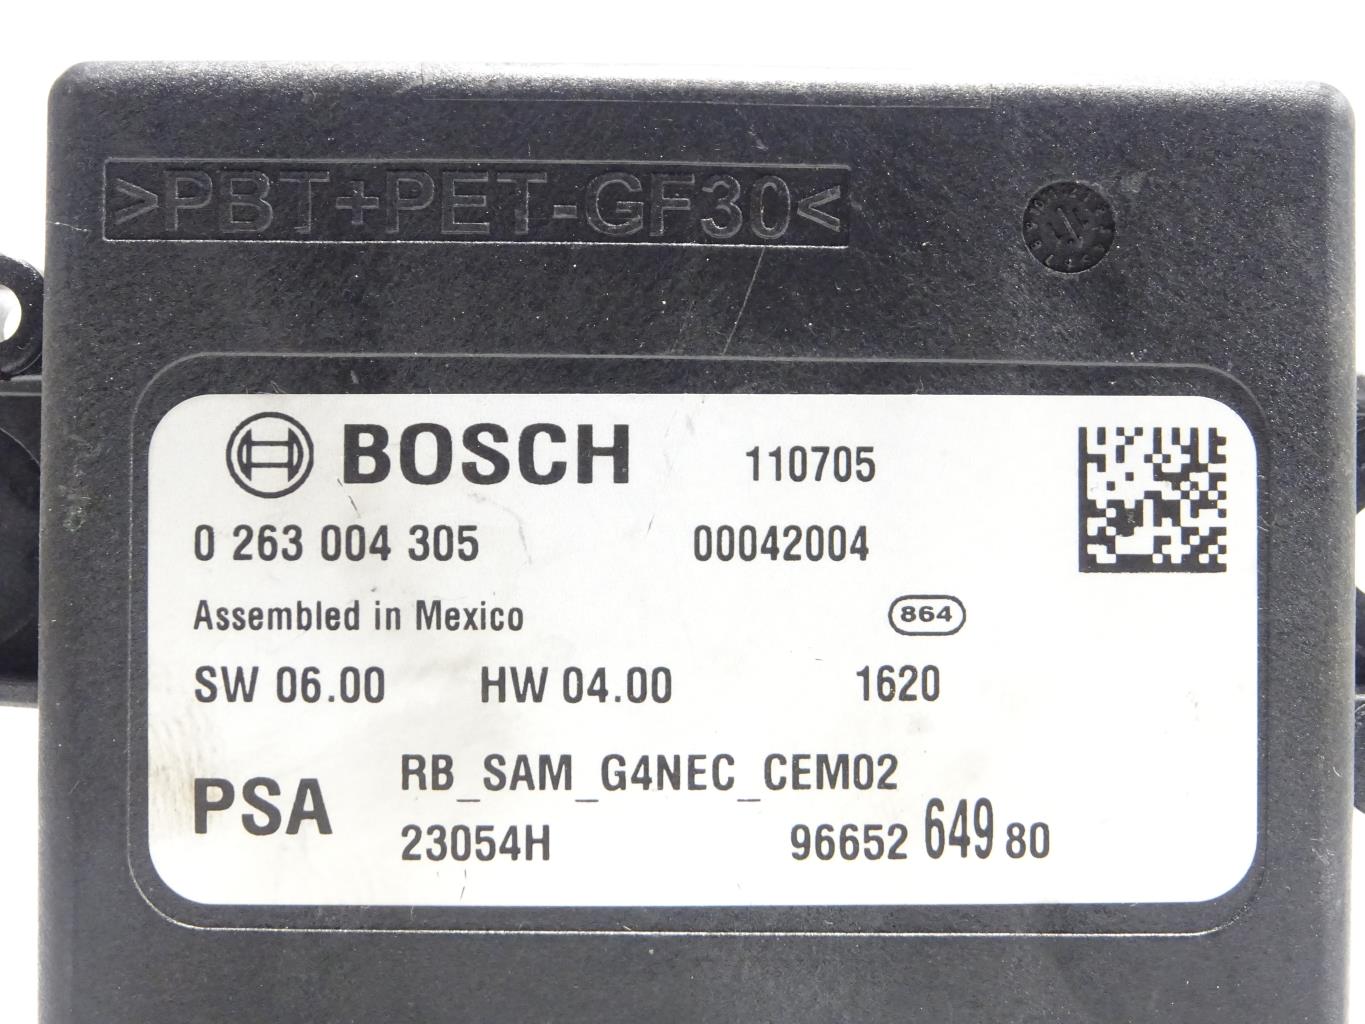 >PBT+PET-GF30<
BOSCH 110705
0 263 004 305 00042004
Assembled in Mexico 864
SW 06.00 HW 04.00 1620
PSA RB_SAM_G4NEC_CEM02
23054H 96652 649 80